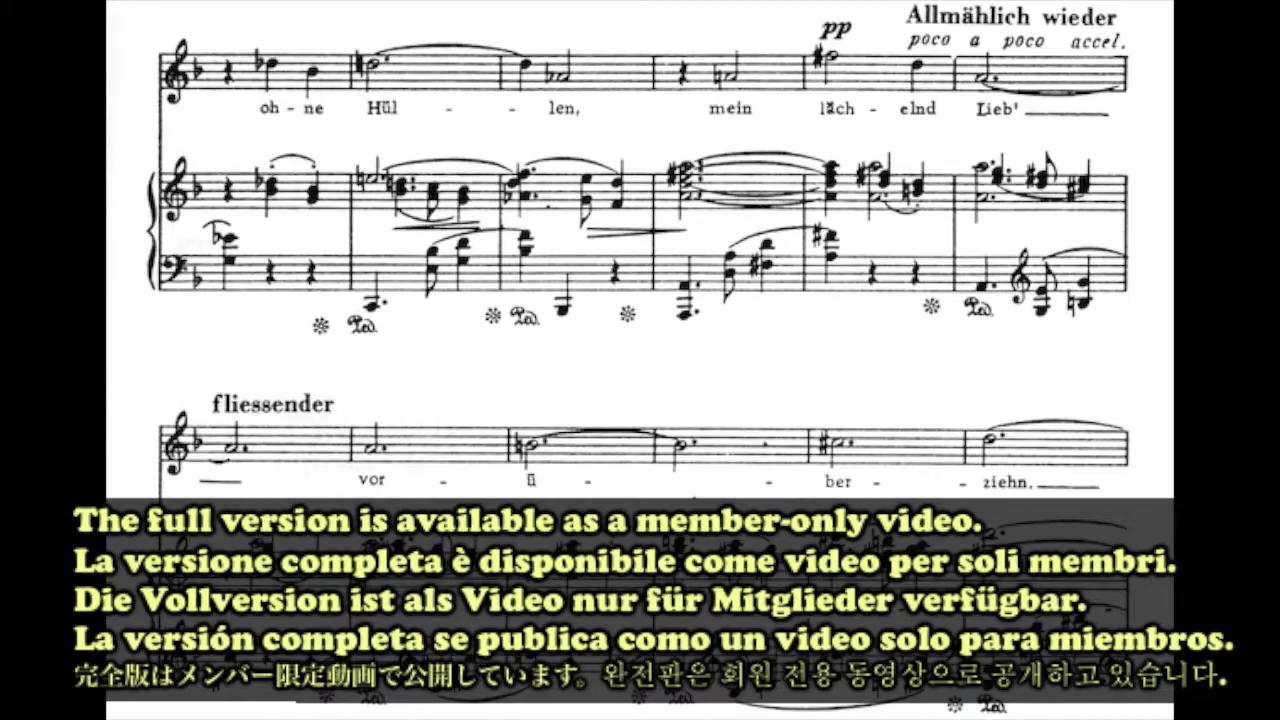 Allmählich wieder
pp
poco a poco accel.
oh - ne Hül - - len, mein läch - elnd Lieb'
fliessender
vor - ü - - ber - ziehn.
The full version is available as a member-only video.
La versione completa è disponibile come video per soli membri.
Die Vollversion ist als Video nur für Mitglieder verfügbar.
La versión completa se publica como un video solo para miembros.
完全版はメンバー限定動画で公開しています。완전판은 회원 전용 동영상으로 공개하고 있습니다.